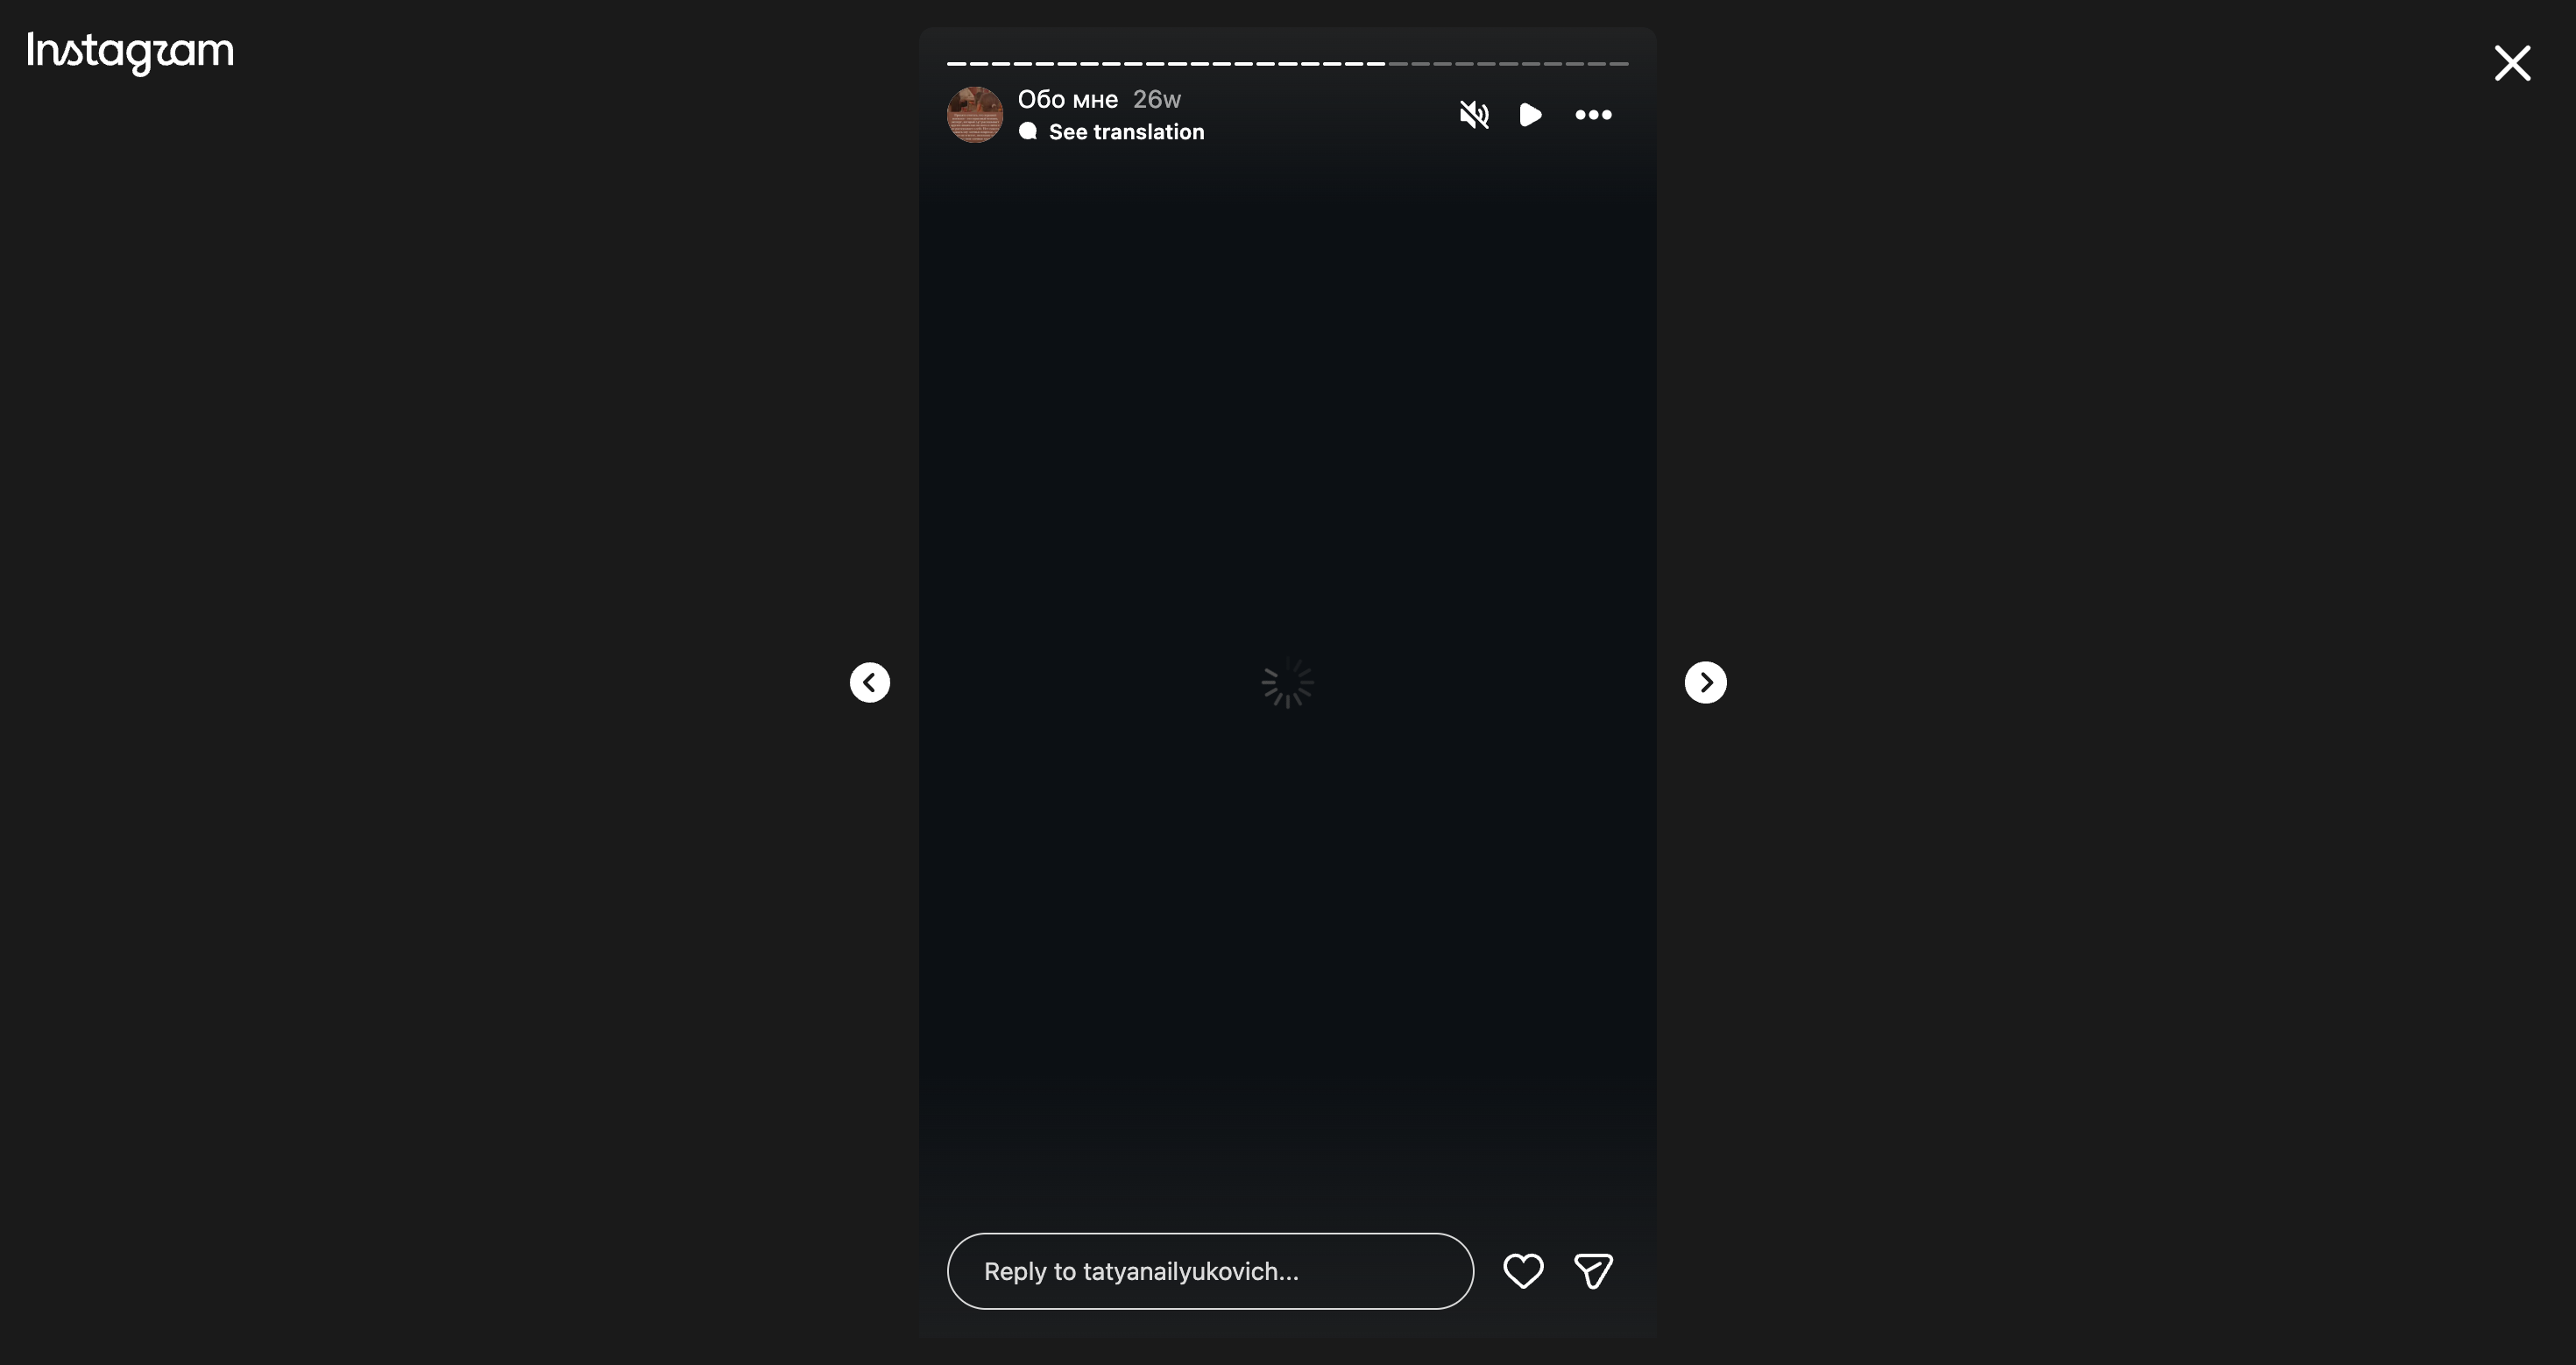 Instagram
Обо мне 26w
See translation
Reply to tatyanailyukovich...